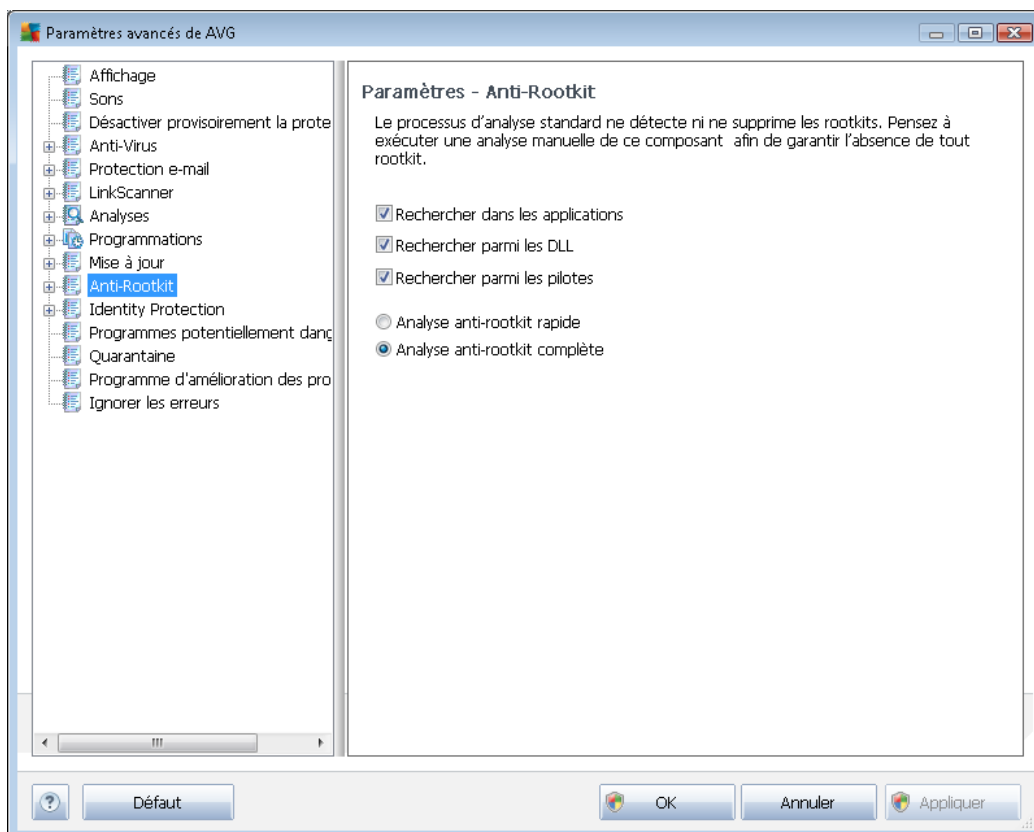 Paramètres avancés de AVG
Affichage
Sons
Désactiver provisoirement la prote
Anti-Virus
Protection e-mail
LinkScanner
Analyses
Programmations
Mise à jour
Anti-Rootkit
Identity Protection
Programmes potentiellement dang
Quarantaine
Programme d'amélioration des pro
Ignorer les erreurs
Paramètres - Anti-Rootkit
Le processus d'analyse standard ne détecte ni ne supprime les rootkits. Pensez à
exécuter une analyse manuelle de ce composant afin de garantir l'absence de tout
rootkit.
Rechercher dans les applications
Rechercher parmi les DLL
Rechercher parmi les pilotes
Analyse anti-rootkit rapide
Analyse anti-rootkit complète
?
Défaut
OK
Annuler
Appliquer